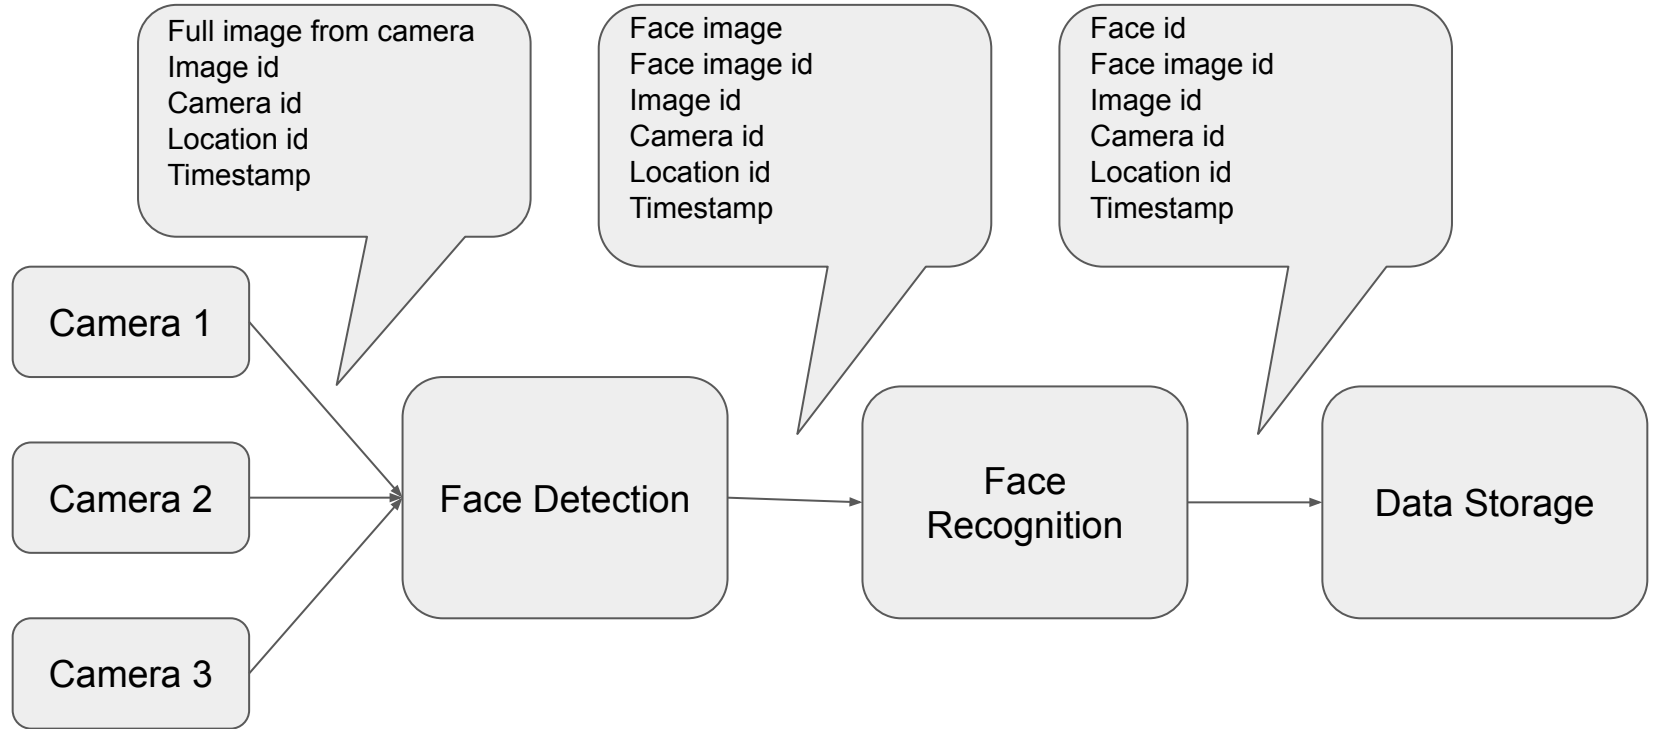 Full image from camera
Image id
Camera id
Location id
Timestamp
Face image
Face image id
Image id
Camera id
Location id
Timestamp
Face id
Face image id
Image id
Camera id
Location id
Timestamp
Camera 1
Camera 2
Camera 3
Face Detection
Face
Recognition
Data Storage